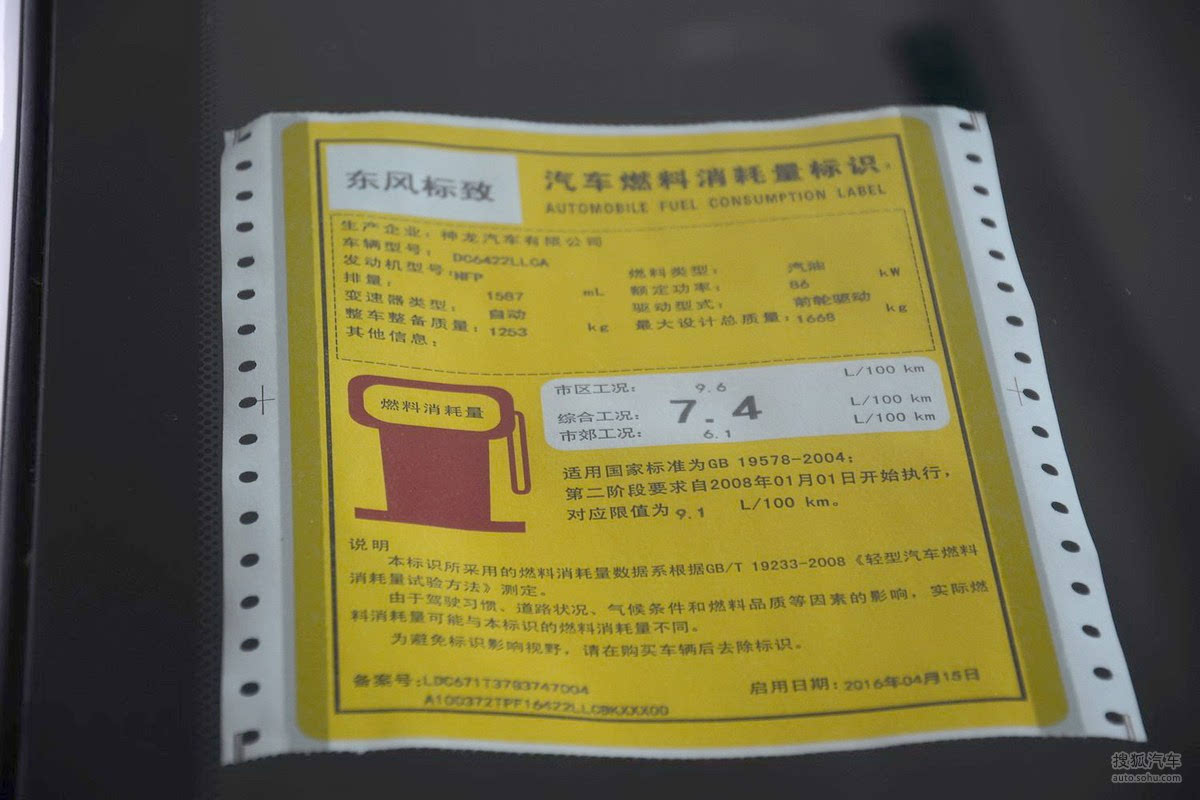 东风标致
汽车燃料消耗量标识
AUTOMOBILE FUEL CONSUMPTION LABEL
生产企业：神龙汽车有限公司
车辆型号： DC6422LLCA
发动机型号：NFP 燃料类型： 汽油
排量： 1587 mL 额定功率： 86 kW
变速器类型： 自动 驱动型式： 前轮驱动
整车整备质量：1253 kg 最大设计总质量：1668 kg
其他信息：
燃料消耗量
市区工况： 9.6 L/100 km
综合工况： 7.4 L/100 km
市郊工况： 6.1 L/100 km
适用国家标准为GB 19578-2004；
第二阶段要求自2008年01月01日开始执行，
对应限值为 9.1 L/100 km。
说明
本标识所采用的燃料消耗量数据系根据GB/T 19233-2008《轻型汽车燃料
消耗量试验方法》测定。
由于驾驶习惯、道路状况、气候条件和燃料品质等因素的影响，实际燃
料消耗量可能与本标识的燃料消耗量不同。
为避免标识影响视野，请在购买车辆后去除标识。
备案号： 启用日期：2016年04月15日
搜狐汽车
auto.sohu.com